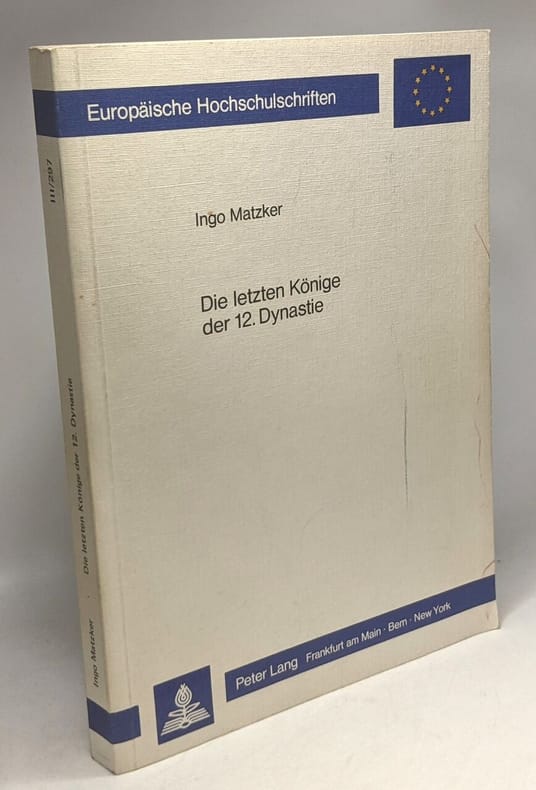 Europäische Hochschulschriften
Ingo Matzker
Die letzten Könige
der 12. Dynastie
Peter Lang Frankfurt am Main · Bern · New York
III/297
Die letzten Könige der 12. Dynastie
Ingo Matzker